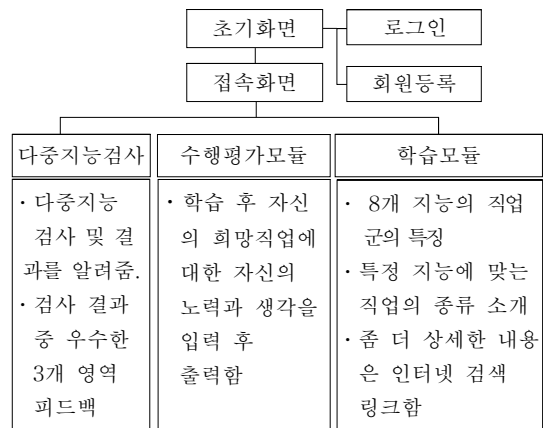 초기화면
로그인
접속화면
회원등록
다중지능검사
수행평가모듈
학습모듈
· 다중지능
검사 및 결
과를 알려줌.
· 검사 결과
중 우수한
3개 영역
피드백
· 학습 후 자신
의 희망직업에
대한 자신의
노력과 생각을
입력 후
출력함
· 8개 지능의 직업
군의 특징
· 특정 지능에 맞는
직업의 종류 소개
· 좀 더 상세한 내용
은 인터넷 검색
링크함